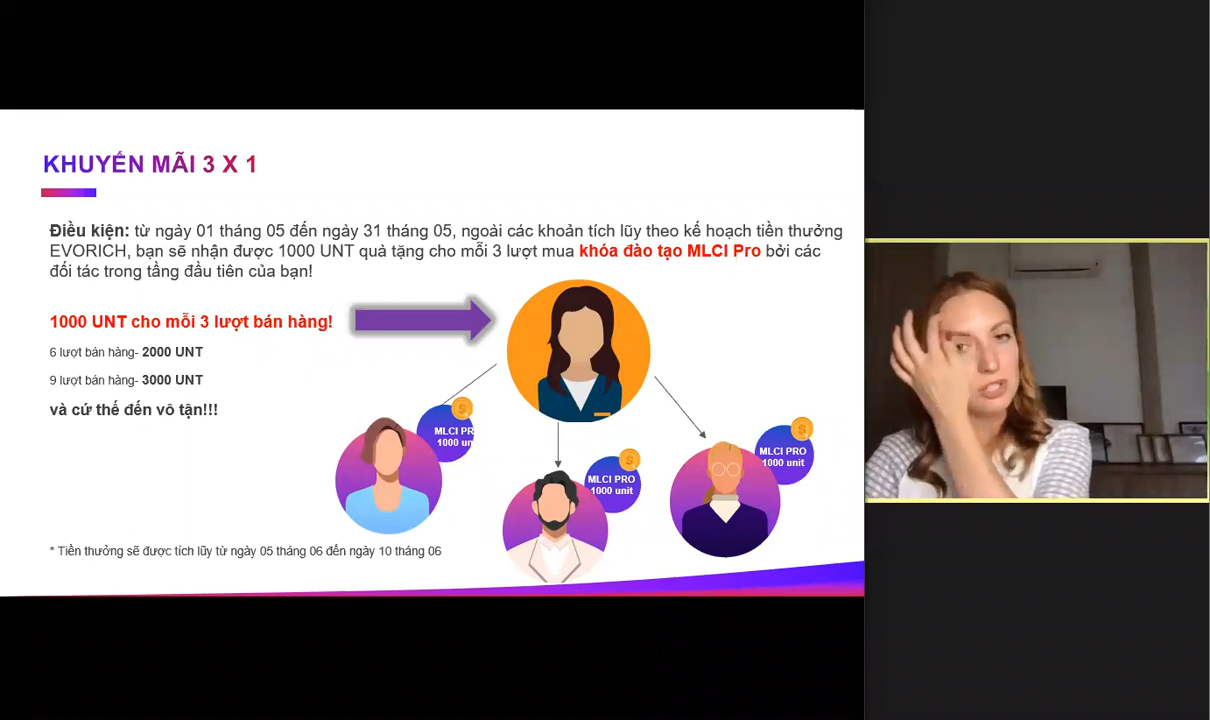 KHUYẾN MÃI 3 X 1
Điều kiện: từ ngày 01 tháng 05 đến ngày 31 tháng 05, ngoài các khoản tích lũy theo kế hoạch tiền thưởng
EVORICH, bạn sẽ nhận được 1000 UNT quà tặng cho mỗi 3 lượt mua khóa đào tạo MLCI Pro bởi các
đối tác trong tầng đầu tiên của bạn!
1000 UNT cho mỗi 3 lượt bán hàng!
6 lượt bán hàng- 2000 UNT
9 lượt bán hàng- 3000 UNT
và cứ thế đến vô tận!!!
MLCI PR
1000 un
MLCI PRO
1000 unit
MLCI PRO
1000 unit
* Tiền thưởng sẽ được tích lũy từ ngày 05 tháng 06 đến ngày 10 tháng 06